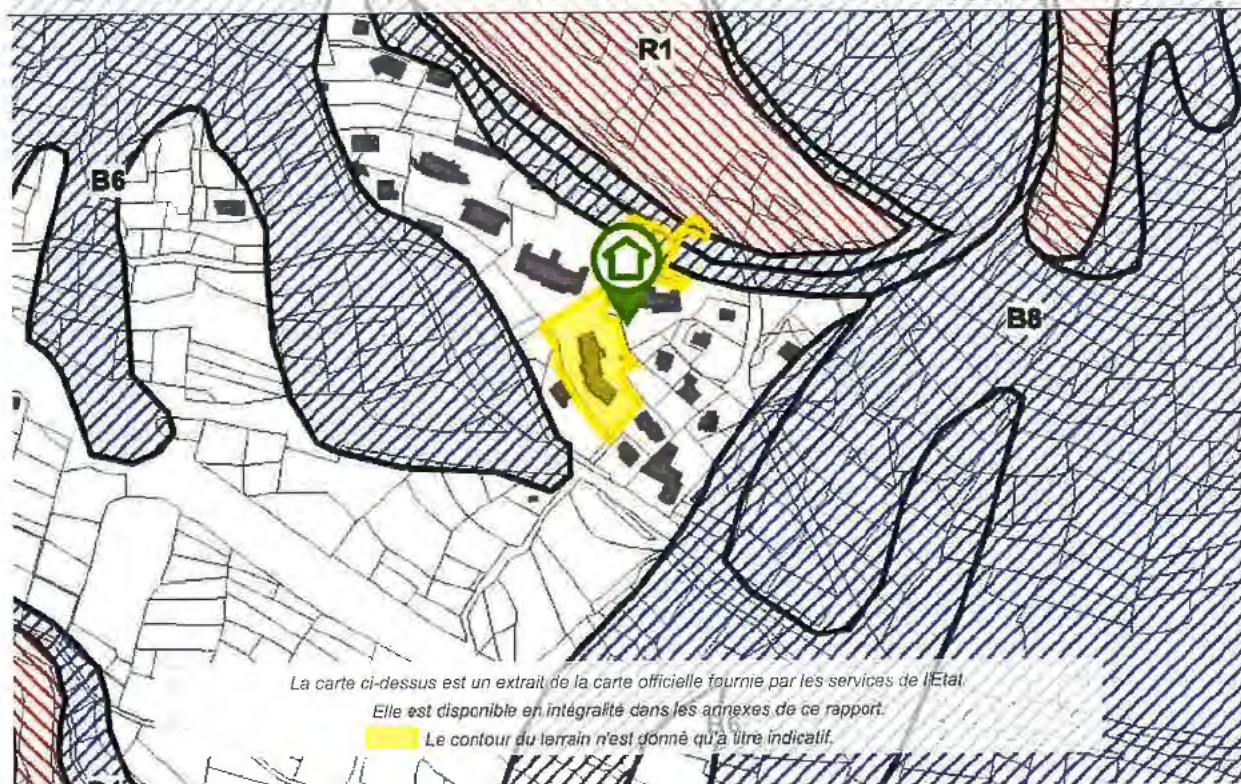 R1
B6
B8
La carte ci-dessus est un extrait de la carte officielle fournie par les services de l'Etat.
Elle est disponible en intégralité dans les annexes de ce rapport.
Le contour du terrain n'est donné qu'à titre indicatif.